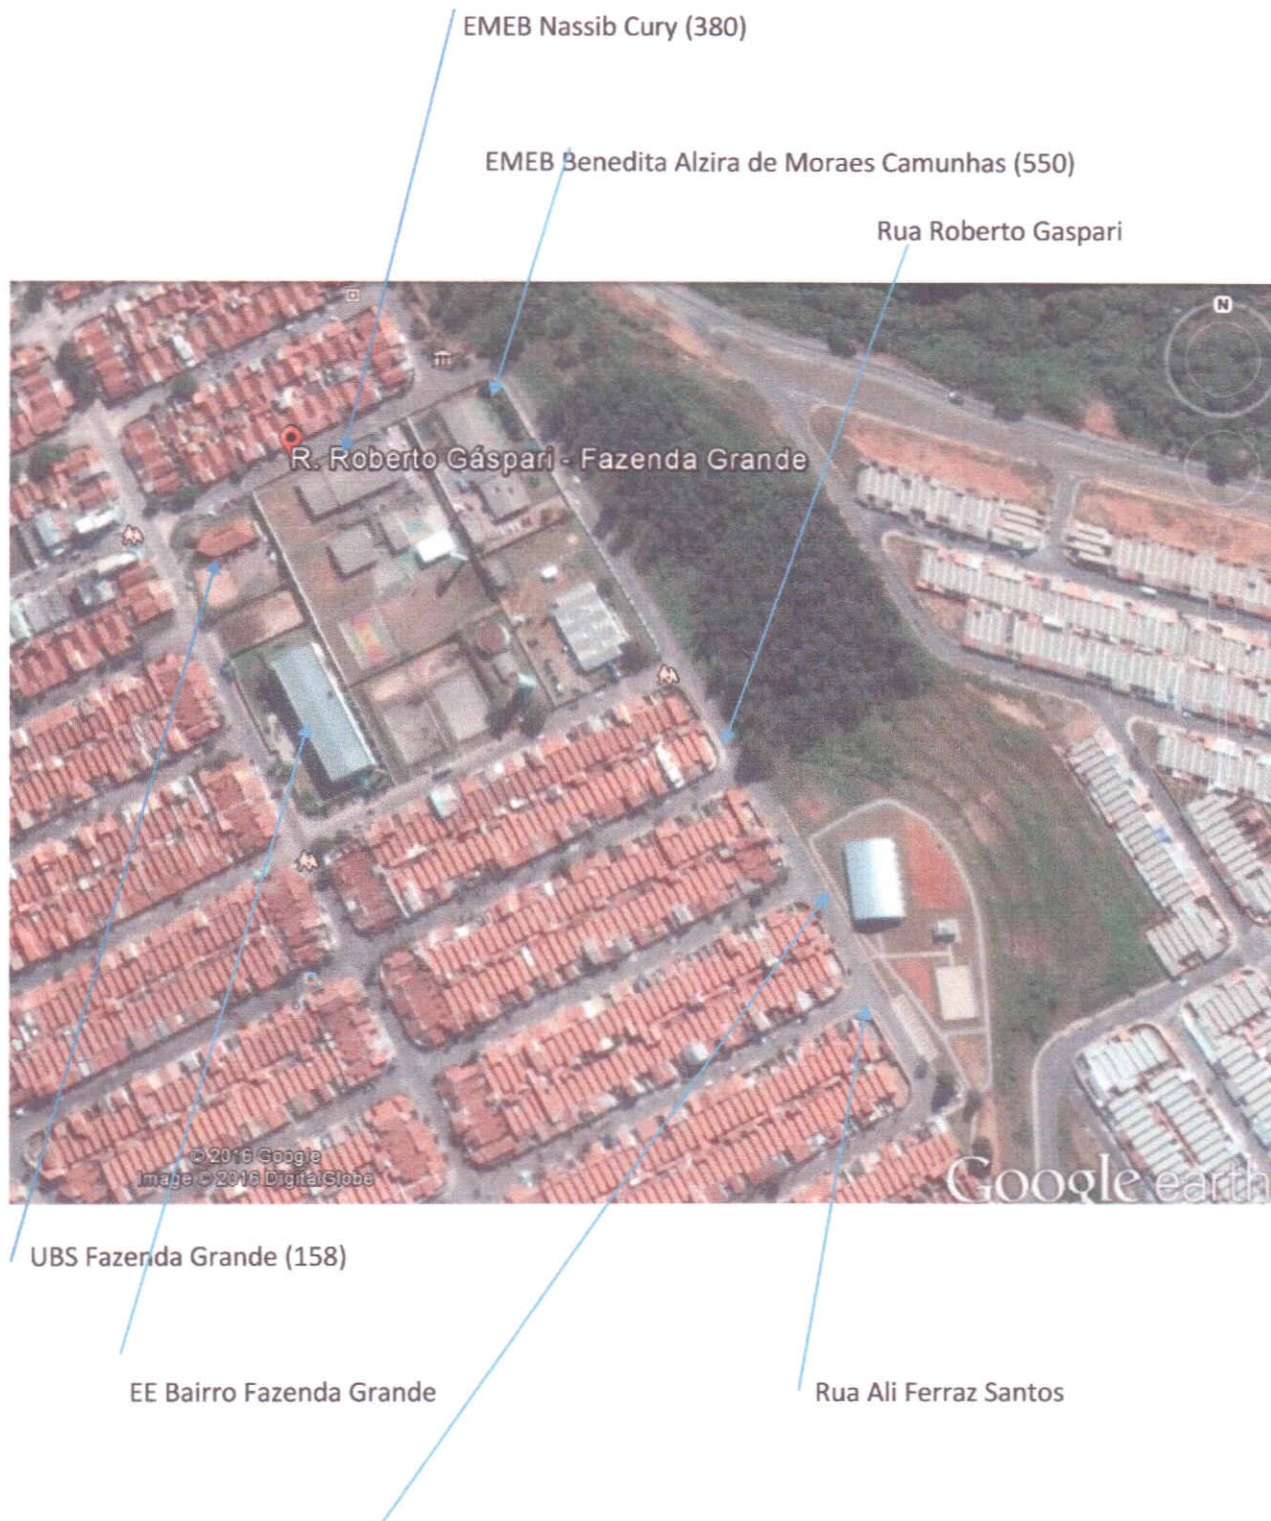 EMEB Nassib Cury (380)
EMEB Benedita Alzira de Moraes Camunhas (550)
Rua Roberto Gaspari
N
R. Roberto Gáspari - Fazenda Grande
© 2016 Google
Image © 2016 DigitalGlobe
Google earth
UBS Fazenda Grande (158)
EE Bairro Fazenda Grande
Rua Ali Ferraz Santos